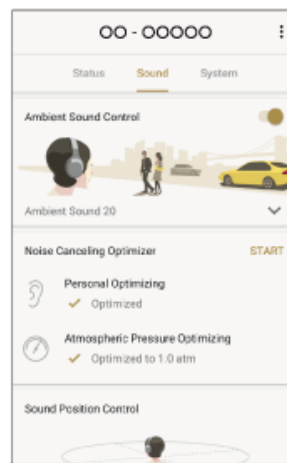 OO - OOOOO
Status Sound System
Ambient Sound Control
Ambient Sound 20
Noise Canceling Optimizer START
Personal Optimizing
Optimized
Atmospheric Pressure Optimizing
Optimized to 1.0 atm
Sound Position Control